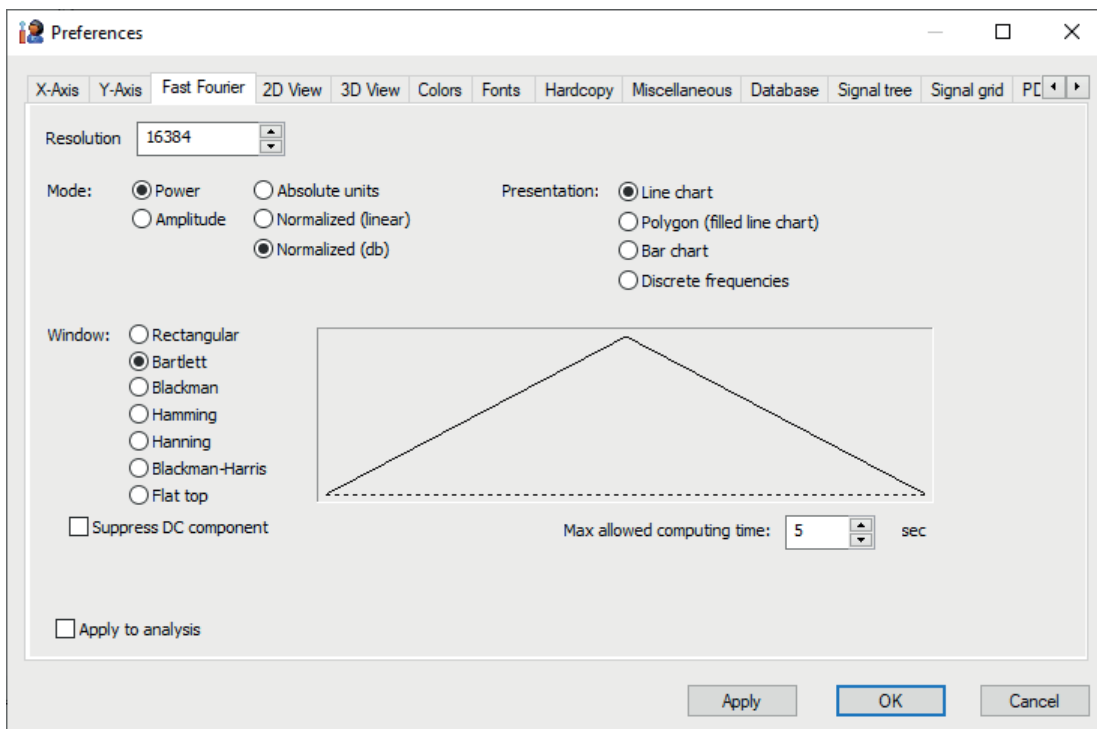 Preferences
X-Axis Y-Axis Fast Fourier 2D View 3D View Colors Fonts Hardcopy Miscellaneous Database Signal tree Signal grid
Resolution 16384
Mode: Power Absolute units Presentation: Line chart
Amplitude Normalized (linear) Polygon (filled line chart)
Normalized (db) Bar chart
Discrete frequencies
Window: Rectangular
Bartlett
Blackman
Hamming
Hanning
Blackman-Harris
Flat top
Suppress DC component Max allowed computing time: 5 sec
Apply to analysis
Apply OK Cancel